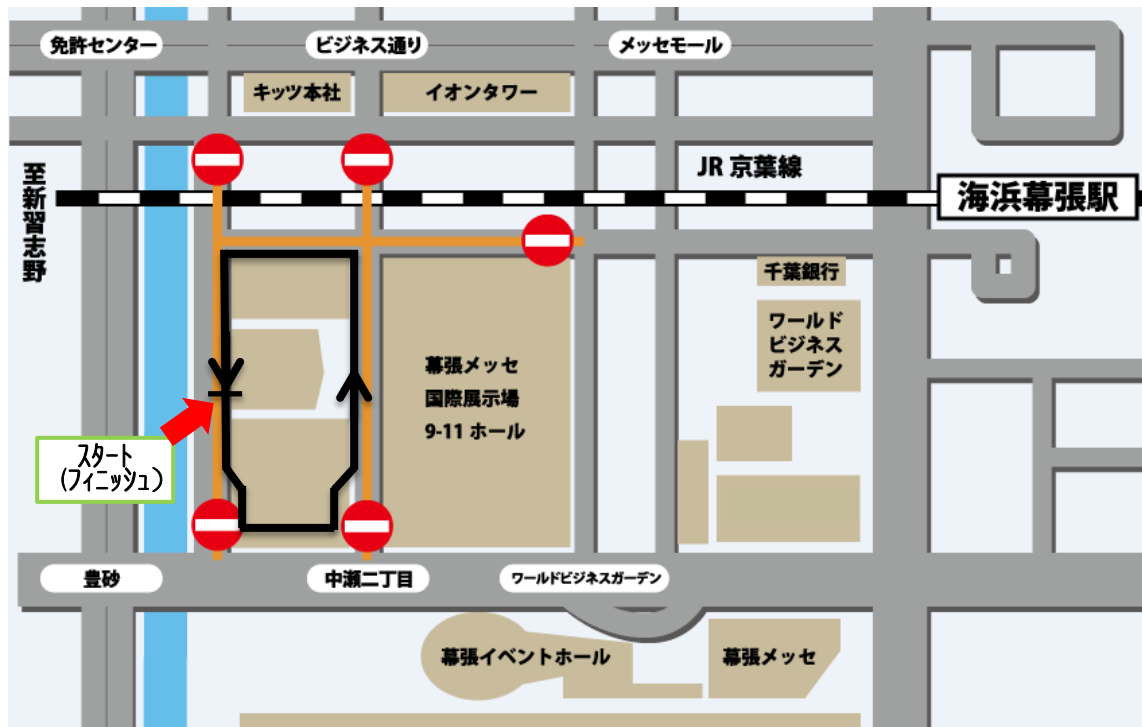 免許センター
ビジネス通り
メッセモール
キッツ本社
イオンタワー
至新習志野
JR 京葉線
海浜幕張駅
千葉銀行
ワールド
ビジネス
ガーデン
幕張メッセ
国際展示場
9-11 ホール
スタート
(フィニッシュ)
豊砂
中瀬二丁目
ワールドビジネスガーデン
幕張イベントホール
幕張メッセ